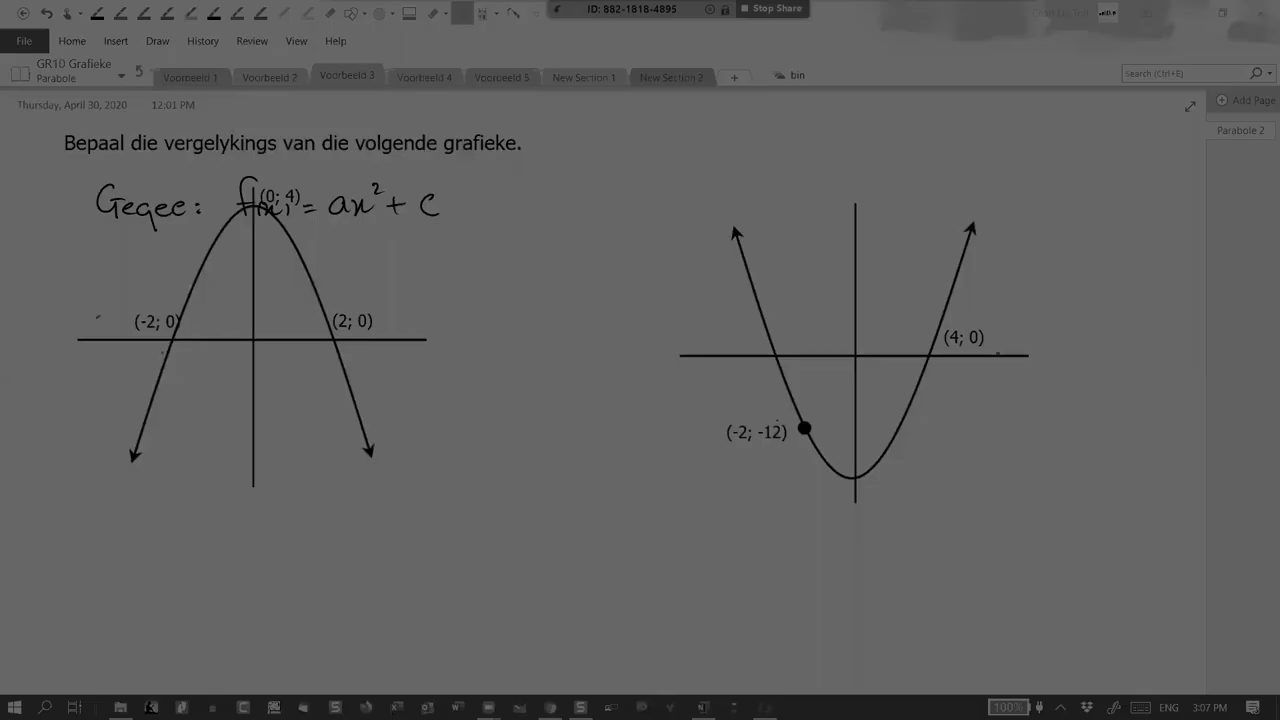 ID: 882-1818-4895
Stop Share
File
Home
Insert
Draw
History
Review
View
Help
GR10 Grafieke
Parabole
Voorbeeld 1
Voorbeeld 2
Voorbeeld 3
Voorbeeld 4
Voorbeeld 5
New Section 1
New Section 2
+
bin
Search (Ctrl+E)
Thursday, April 30, 2020
12:01 PM
Add Page
Parabole 2
Bepaal die vergelykings van die volgende grafieke.
(0; 4)
Gegee: f(x) = ax² + c
(-2; 0)
(2; 0)
(4; 0)
(-2; -12)
100%
ENG
3:07 PM